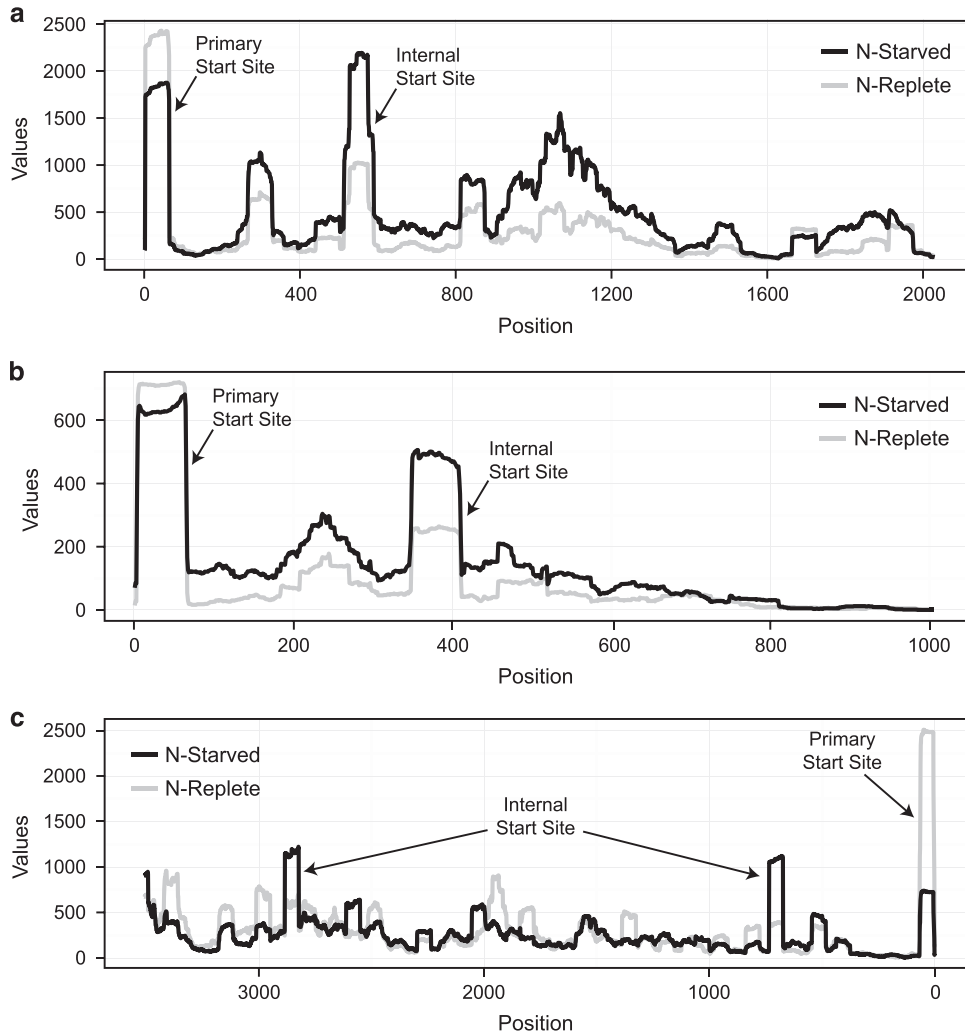 a
2500
2000
1500
1000
500
0
Values
Primary
Start Site
Internal
Start Site
N-Starved
N-Replete
0 400 800 1200 1600 2000
Position
b
600
400
200
0
Values
Primary
Start Site
Internal
Start Site
N-Starved
N-Replete
0 200 400 600 800 1000
Position
c
2500
2000
1500
1000
500
0
Values
N-Starved
N-Replete
Internal
Start Site
Primary
Start Site
3000 2000 1000 0
Position